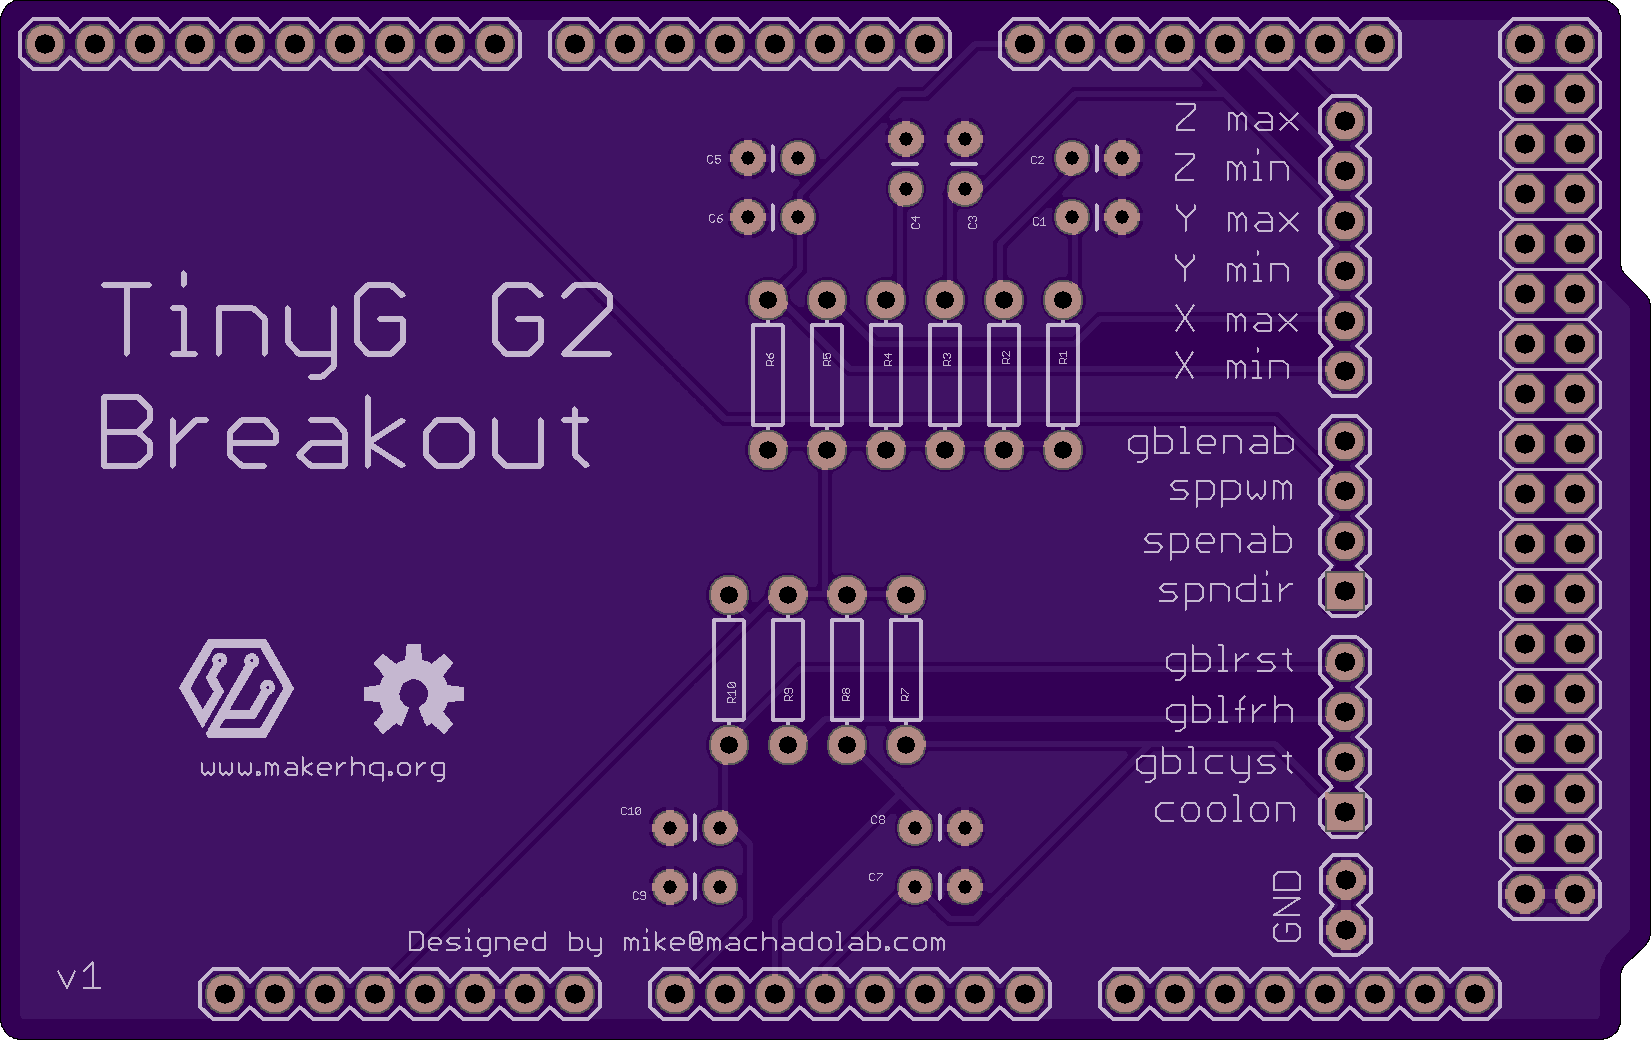 Z max
C5
C2
Z min
C6
C4
C3
C1
Y max
Y min
TinyG G2
X max
R6
R5
R4
R3
R2
R1
X min
Breakout
gblenab
sppwm
spenab
spndir
gblrst
R10
R9
R8
R7
gblfrh
www.makerhq.org
gblcyst
C10
C8
coolon
C9
C7
GND
Designed by mike@machadolab.com
v1